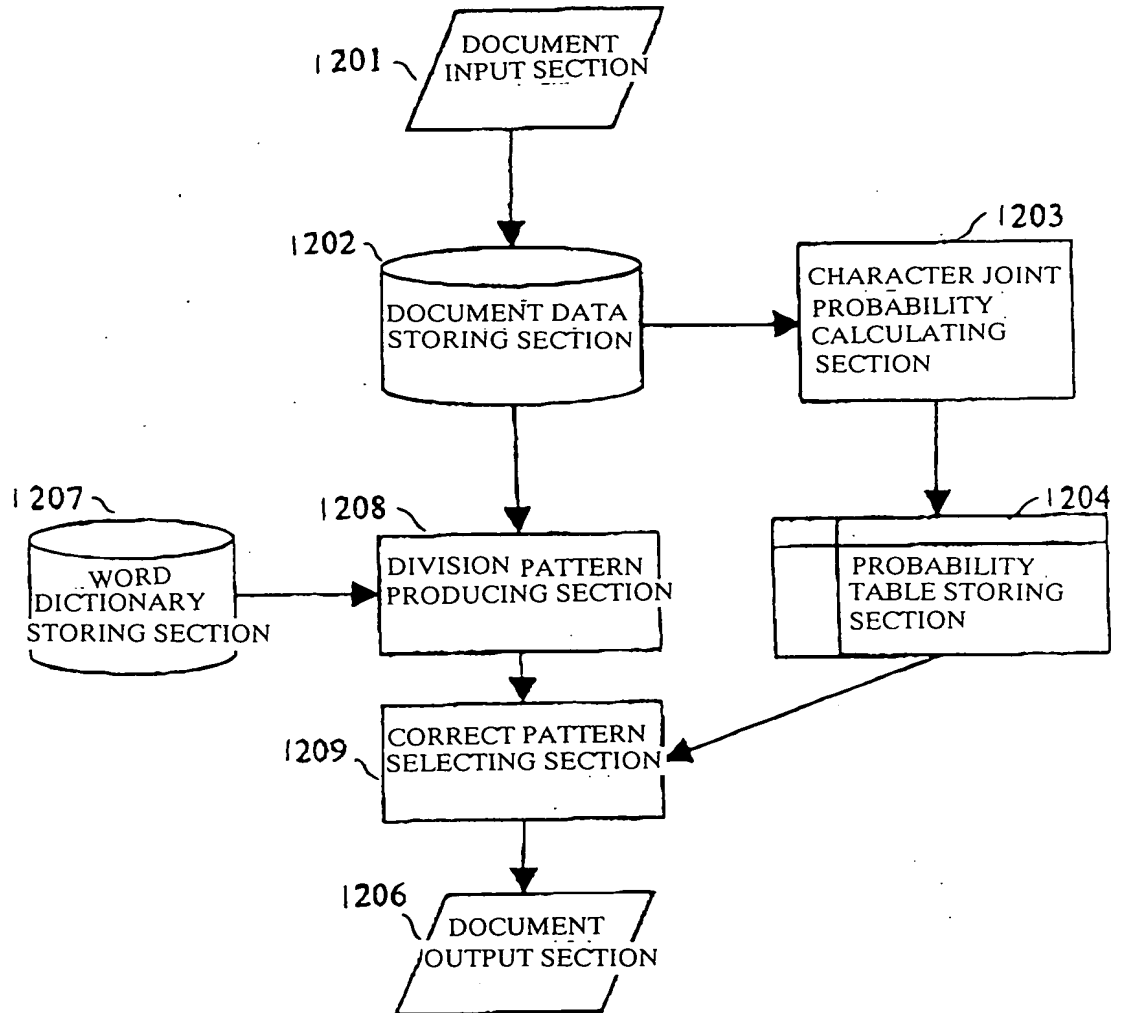 1201
DOCUMENT
INPUT SECTION
1202
DOCUMENT DATA
STORING SECTION
1203
CHARACTER JOINT
PROBABILITY
CALCULATING
SECTION
1207
WORD
DICTIONARY
STORING SECTION
1208
DIVISION PATTERN
PRODUCING SECTION
1204
PROBABILITY
TABLE STORING
SECTION
1209
CORRECT PATTERN
SELECTING SECTION
1206
DOCUMENT
OUTPUT SECTION